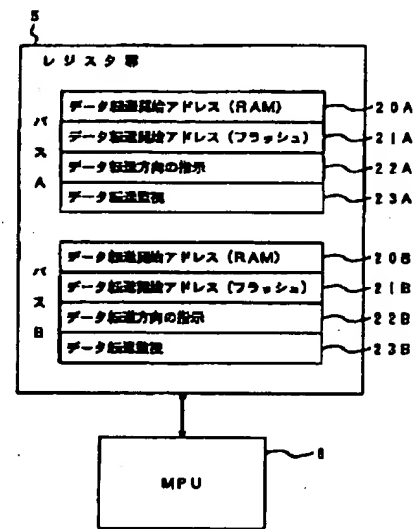 5
レジスタ群
バスA
データ転送開始アドレス(RAM) 20A
データ転送開始アドレス(フラッシュ) 21A
データ転送方向の指示 22A
データ転送監視 23A
バスB
データ転送開始アドレス(RAM) 20B
データ転送開始アドレス(フラッシュ) 21B
データ転送方向の指示 22B
データ転送監視 23B
MPU